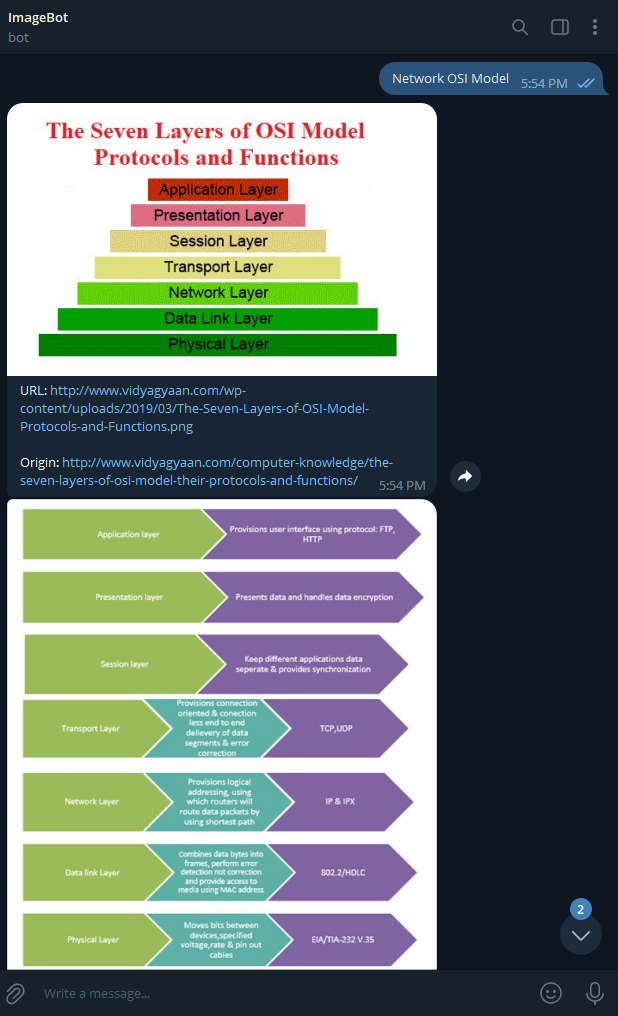 ImageBot
bot
Network OSI Model
5:54 PM
The Seven Layers of OSI Model
Protocols and Functions
Application Layer
Presentation Layer
Session Layer
Transport Layer
Network Layer
Data Link Layer
Physical Layer
URL: http://www.vidyagyaan.com/wp-
content/uploads/2019/03/The-Seven-Layers-of-OSI-Model-
Protocols-and-Functions.png
Origin: http://www.vidyagyaan.com/computer-knowledge/the-
seven-layers-of-osi-model-their-protocols-and-functions/
5:54 PM
Application layer
Provisions user interface using protocol: FTP,
HTTP
Presentation layer
Presents data and handles data encryption
Session layer
Keep different applications data
seperate & provides synchronization
Transport Layer
Provisions connection
oriented & conection
less end to end
delievery of data
segments & error
correction
TCP,UDP
Network Layer
Provisions logical
addressing, using
which routers will
route data packets by
using shortest path
IP & IPX
Data link Layer
Combines data bytes into
frames, perform error
detection not correction
and provide access to
media using MAC address
802.2/HDLC
Physical Layer
Moves bits between
devices,specified
voltage,rate & pin out
cables
EIA/TIA-232 V.35
2
Write a message...